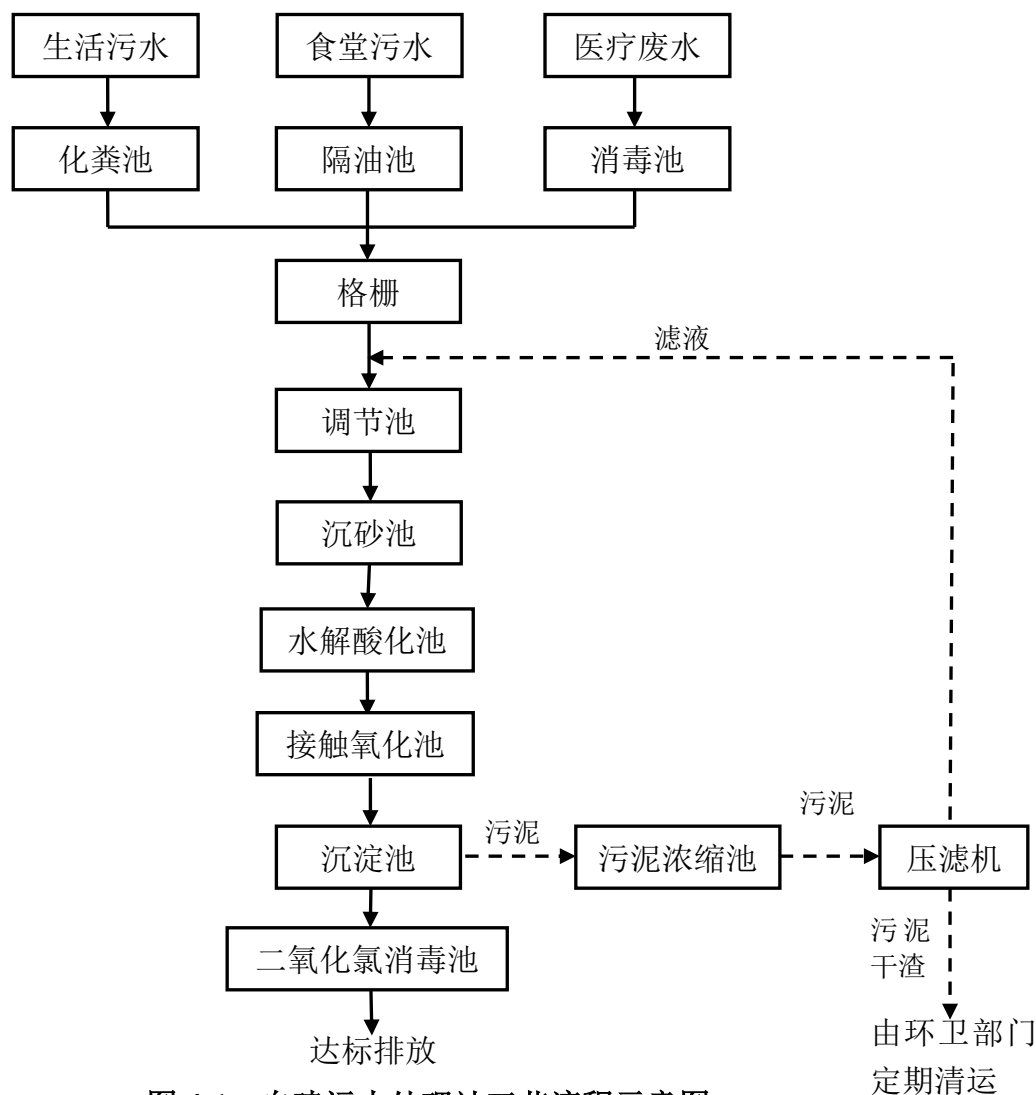 生活污水
食堂污水
医疗废水
化粪池
隔油池
消毒池
格栅
滤液
调节池
沉砂池
水解酸化池
接触氧化池
污泥
污泥
沉淀池
污泥浓缩池
压滤机
污泥
干渣
二氧化氯消毒池
达标排放
由环卫部门
定期清运